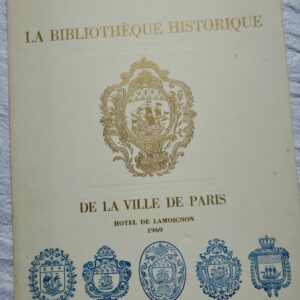 LA BIBLIOTHÈQUE HISTORIQUE
DE LA VILLE DE PARIS
HOTEL DE LAMOIGNON
1969